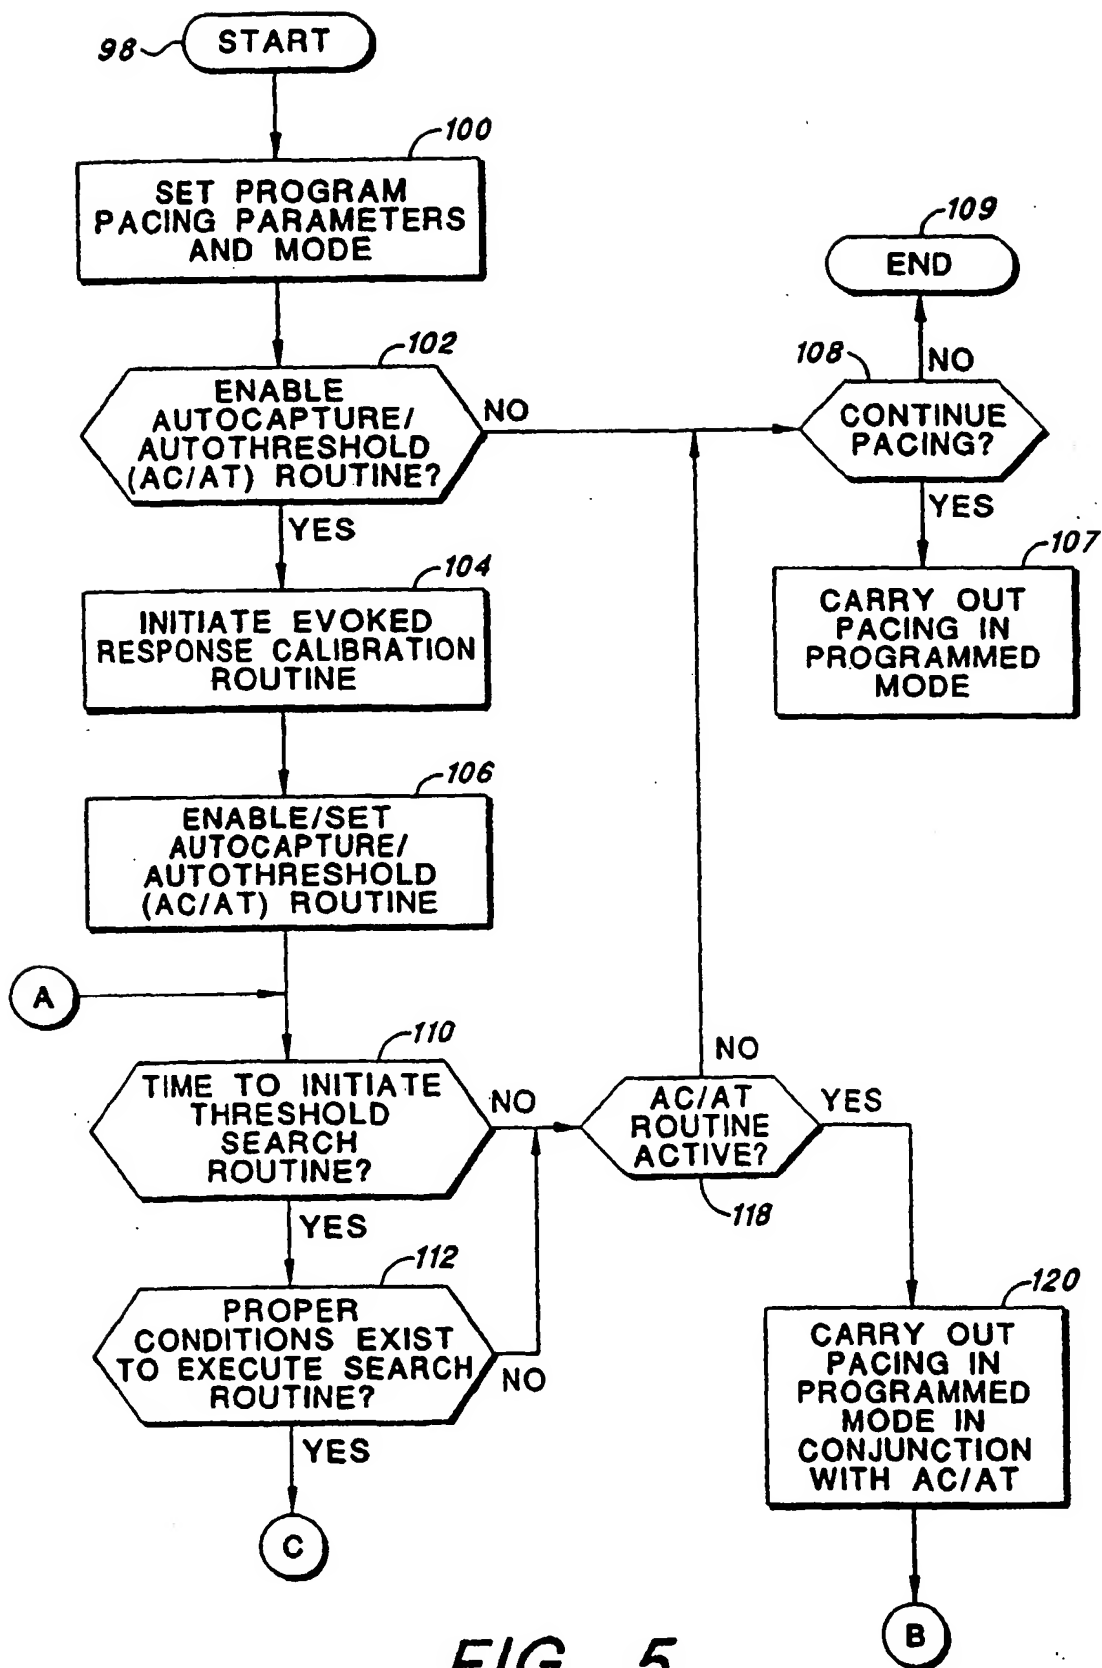 98
START
100
SET PROGRAM
PACING PARAMETERS
AND MODE
109
END
102
ENABLE
AUTOCAPTURE/
AUTOTHRESHOLD
(AC/AT) ROUTINE?
NO
108
NO
CONTINUE
PACING?
YES
YES
107
CARRY OUT
PACING IN
PROGRAMMED
MODE
104
INITIATE EVOKED
RESPONSE CALIBRATION
ROUTINE
106
ENABLE/SET
AUTOCAPTURE/
AUTOTHRESHOLD
(AC/AT) ROUTINE
A
110
TIME TO INITIATE
THRESHOLD
SEARCH
ROUTINE?
NO
NO
AC/AT
ROUTINE
ACTIVE?
YES
118
YES
112
PROPER
CONDITIONS EXIST
TO EXECUTE SEARCH
ROUTINE?
NO
YES
120
CARRY OUT
PACING IN
PROGRAMMED
MODE IN
CONJUNCTION
WITH AC/AT
C
B
FIG. 5